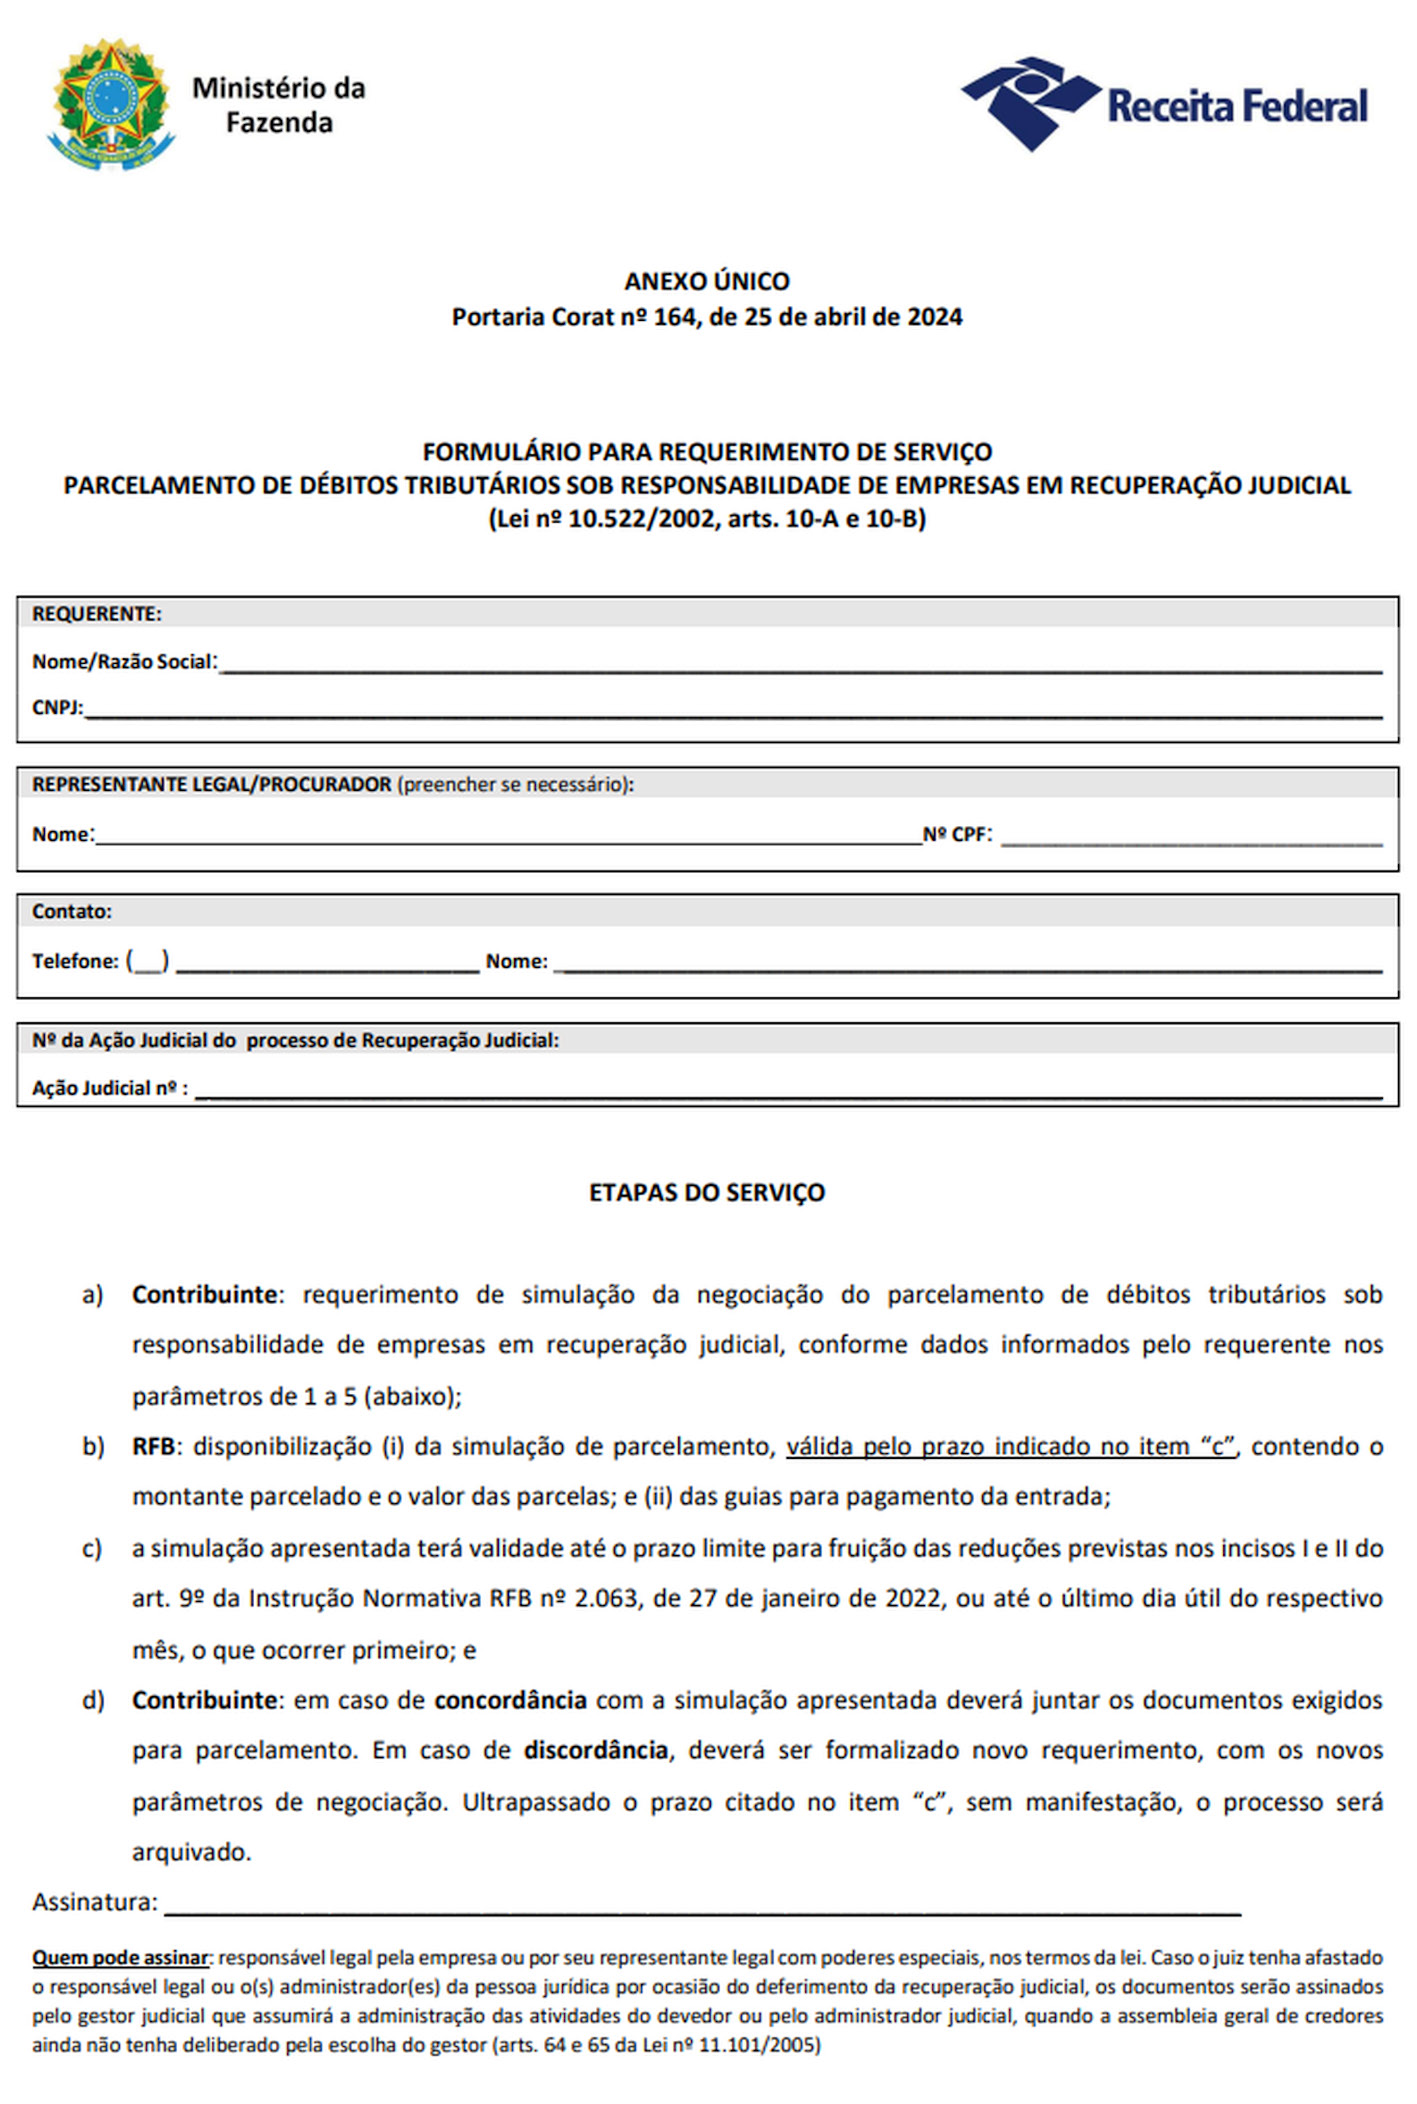 Ministério da
Fazenda
Receita Federal
ANEXO ÚNICO
Portaria Corat nº 164, de 25 de abril de 2024
FORMULÁRIO PARA REQUERIMENTO DE SERVIÇO
PARCELAMENTO DE DÉBITOS TRIBUTÁRIOS SOB RESPONSABILIDADE DE EMPRESAS EM RECUPERAÇÃO JUDICIAL
(Lei nº 10.522/2002, arts. 10-A e 10-B)
REQUERENTE:
Nome/Razão Social:
CNPJ:
REPRESENTANTE LEGAL/PROCURADOR (preencher se necessário):
Nome: Nº CPF:
Contato:
Telefone: (__) Nome:
Nº da Ação Judicial do processo de Recuperação Judicial:
Ação Judicial nº :
ETAPAS DO SERVIÇO
a) Contribuinte: requerimento de simulação da negociação do parcelamento de débitos tributários sob
responsabilidade de empresas em recuperação judicial, conforme dados informados pelo requerente nos
parâmetros de 1 a 5 (abaixo);
b) RFB: disponibilização (i) da simulação de parcelamento, válida pelo prazo indicado no item “c”, contendo o
montante parcelado e o valor das parcelas; e (ii) das guias para pagamento da entrada;
c) a simulação apresentada terá validade até o prazo limite para fruição das reduções previstas nos incisos I e II do
art. 9º da Instrução Normativa RFB nº 2.063, de 27 de janeiro de 2022, ou até o último dia útil do respectivo
mês, o que ocorrer primeiro; e
d) Contribuinte: em caso de concordância com a simulação apresentada deverá juntar os documentos exigidos
para parcelamento. Em caso de discordância, deverá ser formalizado novo requerimento, com os novos
parâmetros de negociação. Ultrapassado o prazo citado no item “c”, sem manifestação, o processo será
arquivado.
Assinatura:
Quem pode assinar: responsável legal pela empresa ou por seu representante legal com poderes especiais, nos termos da lei. Caso o juiz tenha afastado
o responsável legal ou o(s) administrador(es) da pessoa jurídica por ocasião do deferimento da recuperação judicial, os documentos serão assinados
pelo gestor judicial que assumirá a administração das atividades do devedor ou pelo administrador judicial, quando a assembleia geral de credores
ainda não tenha deliberado pela escolha do gestor (arts. 64 e 65 da Lei nº 11.101/2005)